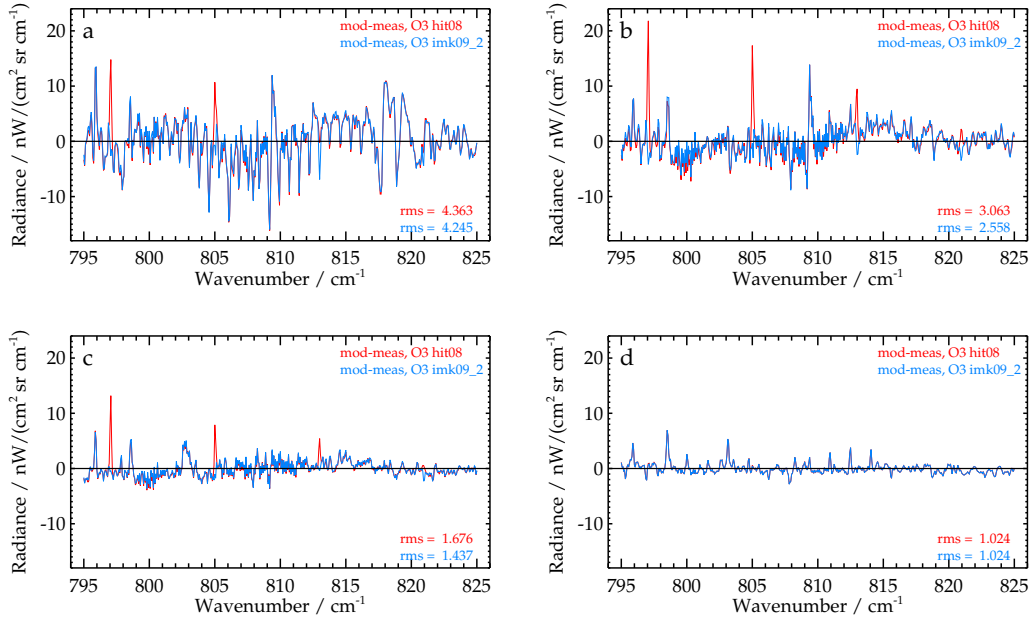 a
mod-meas, O3 hit08
mod-meas, O3 imk09_2
20
10
0
-10
Radiance / nW/(cm² sr cm⁻¹)
rms = 4.363
rms = 4.245
795 800 805 810 815 820 825
Wavenumber / cm⁻¹
b
mod-meas, O3 hit08
mod-meas, O3 imk09_2
20
10
0
-10
Radiance / nW/(cm² sr cm⁻¹)
rms = 3.063
rms = 2.558
795 800 805 810 815 820 825
Wavenumber / cm⁻¹
c
mod-meas, O3 hit08
mod-meas, O3 imk09_2
20
10
0
-10
Radiance / nW/(cm² sr cm⁻¹)
rms = 1.676
rms = 1.437
795 800 805 810 815 820 825
Wavenumber / cm⁻¹
d
mod-meas, O3 hit08
mod-meas, O3 imk09_2
20
10
0
-10
Radiance / nW/(cm² sr cm⁻¹)
rms = 1.024
rms = 1.024
795 800 805 810 815 820 825
Wavenumber / cm⁻¹